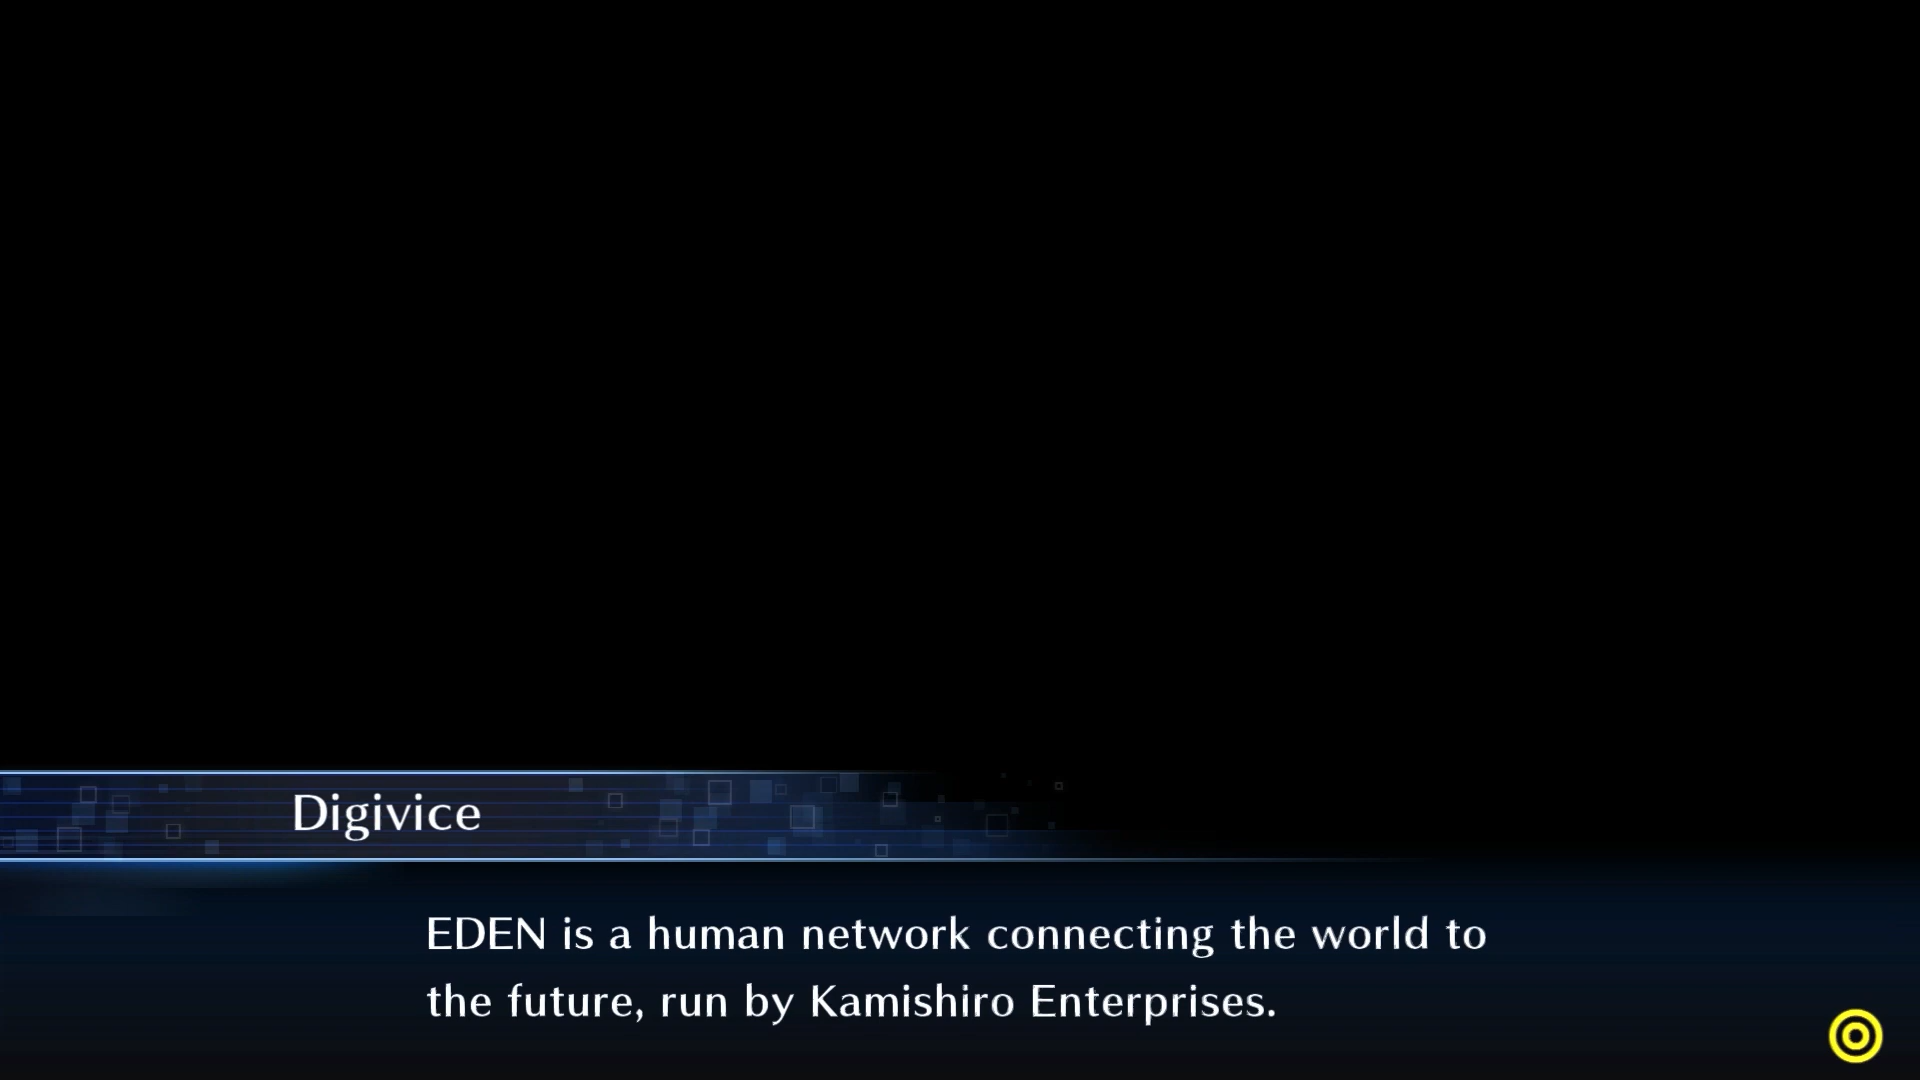 Digivice
EDEN is a human network connecting the world to
the future, run by Kamishiro Enterprises.